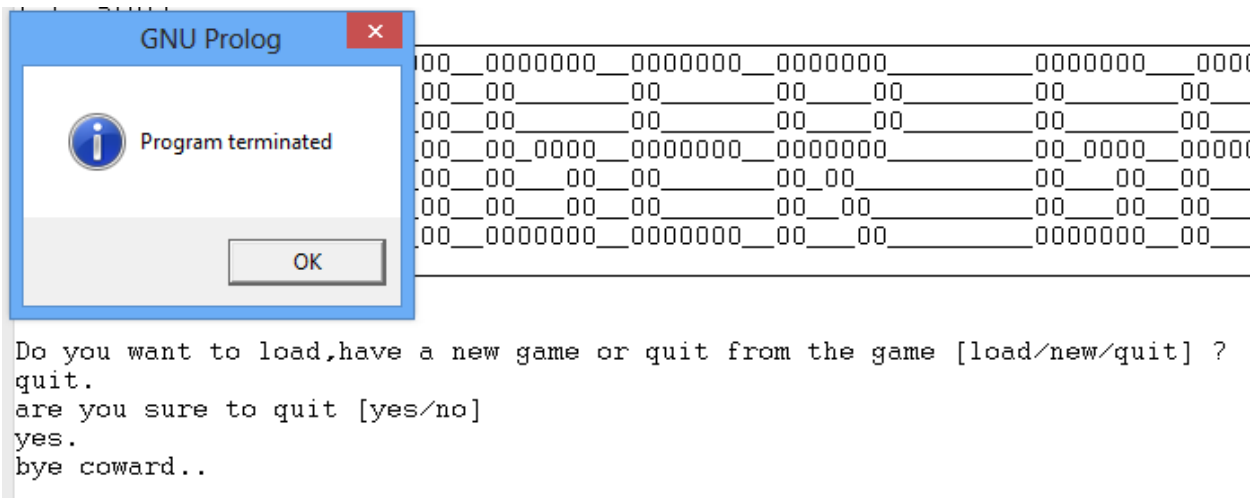 GNU Prolog
Program terminated
OK
Do you want to load,have a new game or quit from the game [load/new/quit] ?
quit.
are you sure to quit [yes/no]
yes.
bye coward..